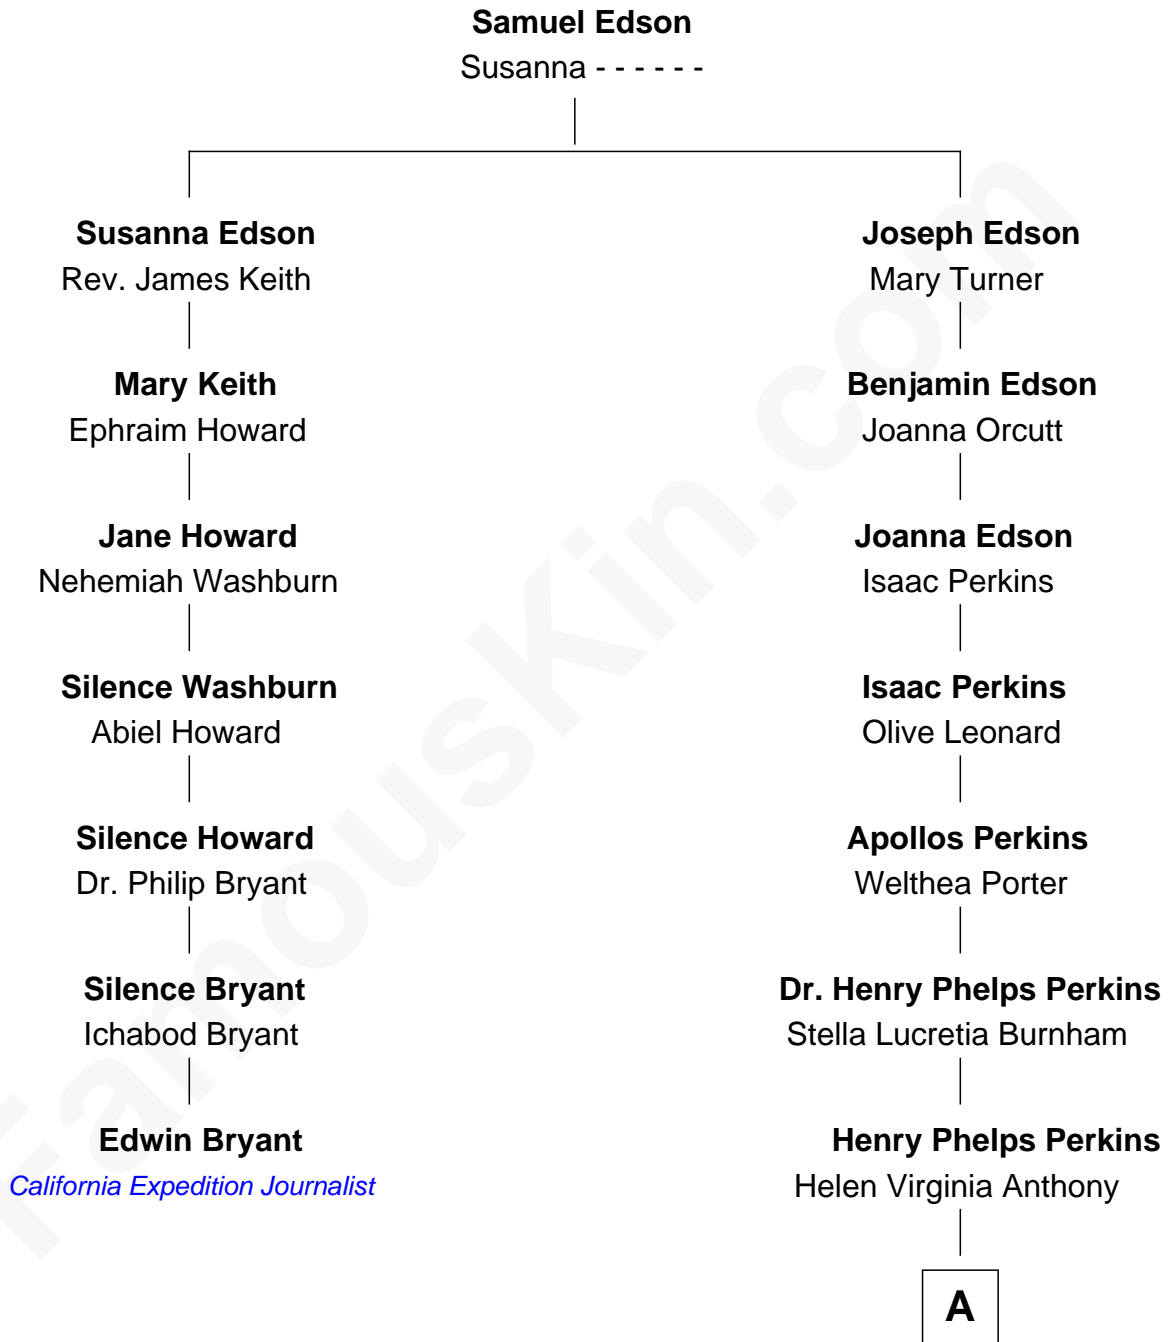 Samuel Edson
Susanna - - - - - -
Susanna Edson
Rev. James Keith
Joseph Edson
Mary Turner
Mary Keith
Ephraim Howard
Benjamin Edson
Joanna Orcutt
Jane Howard
Nehemiah Washburn
Joanna Edson
Isaac Perkins
Silence Washburn
Abiel Howard
Isaac Perkins
Olive Leonard
Silence Howard
Dr. Philip Bryant
Apollos Perkins
Welthea Porter
Silence Bryant
Ichabod Bryant
Dr. Henry Phelps Perkins
Stella Lucretia Burnham
Edwin Bryant
California Expedition Journalist
Henry Phelps Perkins
Helen Virginia Anthony
A
FamousKin.com